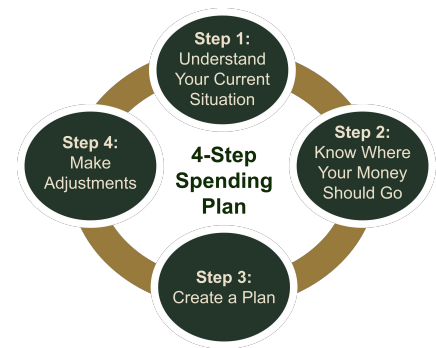 Step 1:
Understand
Your Current
Situation
Step 2:
Know Where
Your Money
Should Go
Step 3:
Create a Plan
Step 4:
Make
Adjustments
4-Step
Spending
Plan